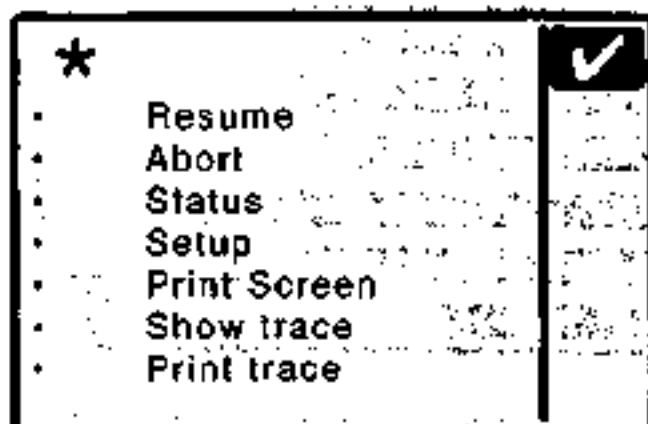 *
Resume
Abort
Status
Setup
Print Screen
Show trace
Print trace